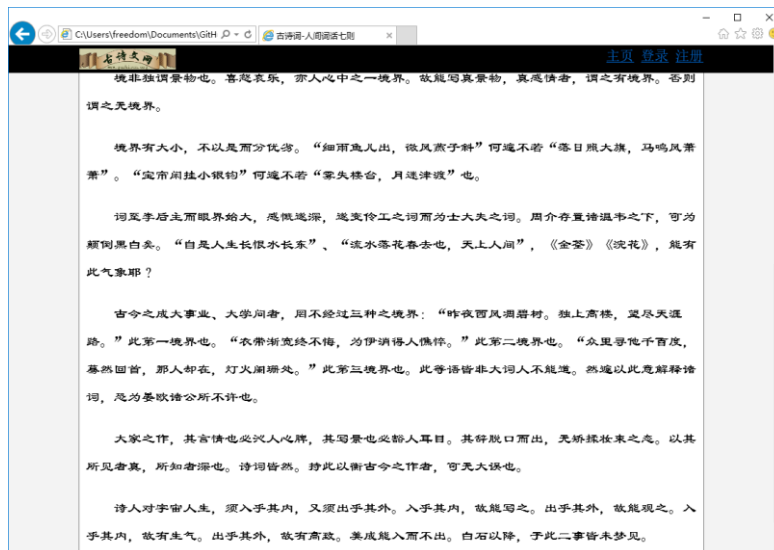 C:\Users\freedom\Documents\GitH
古诗词-人间词话七则
古诗文网
主页 登录 注册
境非独谓景物也。喜怒哀乐，亦人心中之一境界。故能写真景物，真感情者，谓之有境界。否则
谓之无境界。
境界有大小，不以是而分优劣。“细雨鱼儿出，微风燕子斜”何遽不若“落日照大旗，马鸣风萧
萧”。“宝帘闲挂小银钩”何遽不若“雾失楼台，月迷津渡”也。
词至李后主而眼界始大，感慨遂深，遂变伶工之词而为士大夫之词。周介存置诸温韦之下，可为
颠倒黑白矣。“自是人生长恨水长东”、“流水落花春去也，天上人间”，《金荃》《浣花》，能有
此气象耶？
古今之成大事业、大学问者，罔不经过三种之境界：“昨夜西风凋碧树。独上高楼，望尽天涯
路。”此第一境界也。“衣带渐宽终不悔，为伊消得人憔悴。”此第二境界也。“众里寻他千百度，
蓦然回首，那人却在，灯火阑珊处。”此第三境界也。此等语皆非大词人不能道。然遽以此意解释诸
词，恐为晏欧诸公所不许也。
大家之作，其言情也必沁人心脾，其写景也必豁人耳目。其辞脱口而出，无矫揉妆束之态。以其
所见者真，所知者深也。诗词皆然。持此以衡古今之作者，可无大误也。
诗人对宇宙人生，须入乎其内，又须出乎其外。入乎其内，故能写之。出乎其外，故能观之。入
乎其内，故有生气。出乎其外，故有高致。美成能入而不出。白石以降，于此二事皆未梦见。